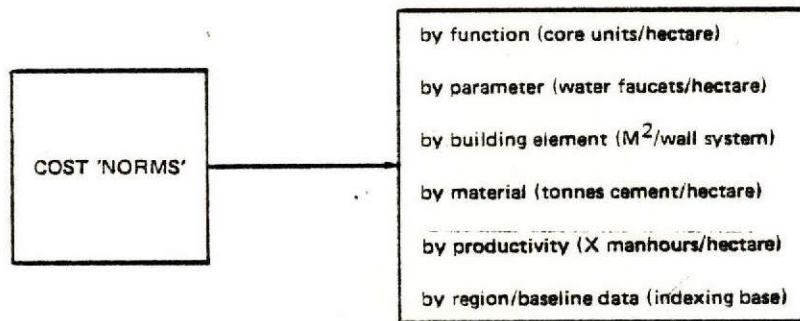 COST 'NORMS'
by function (core units/hectare)
by parameter (water faucets/hectare)
by building element (M²/wall system)
by material (tonnes cement/hectare)
by productivity (X manhours/hectare)
by region/baseline data (indexing base)